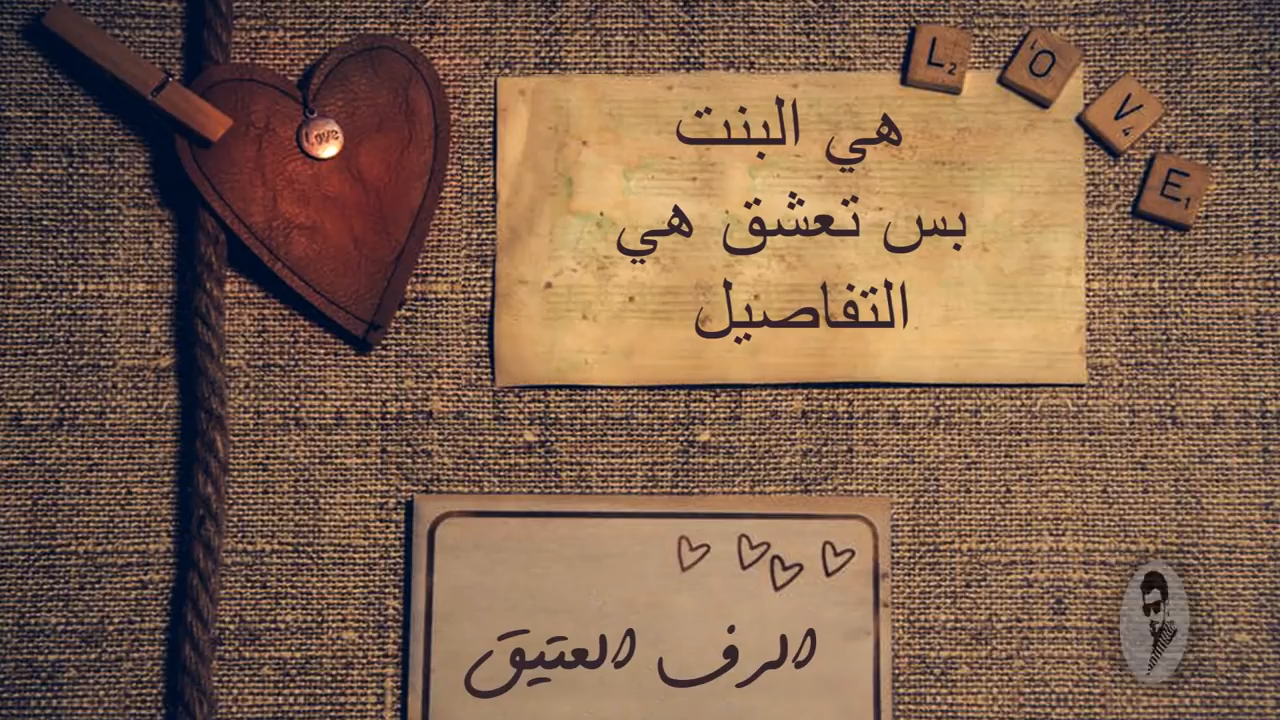 LOVE
Love
هي البنت
بس تعشق هي
التفاصيل
الرف العتيق